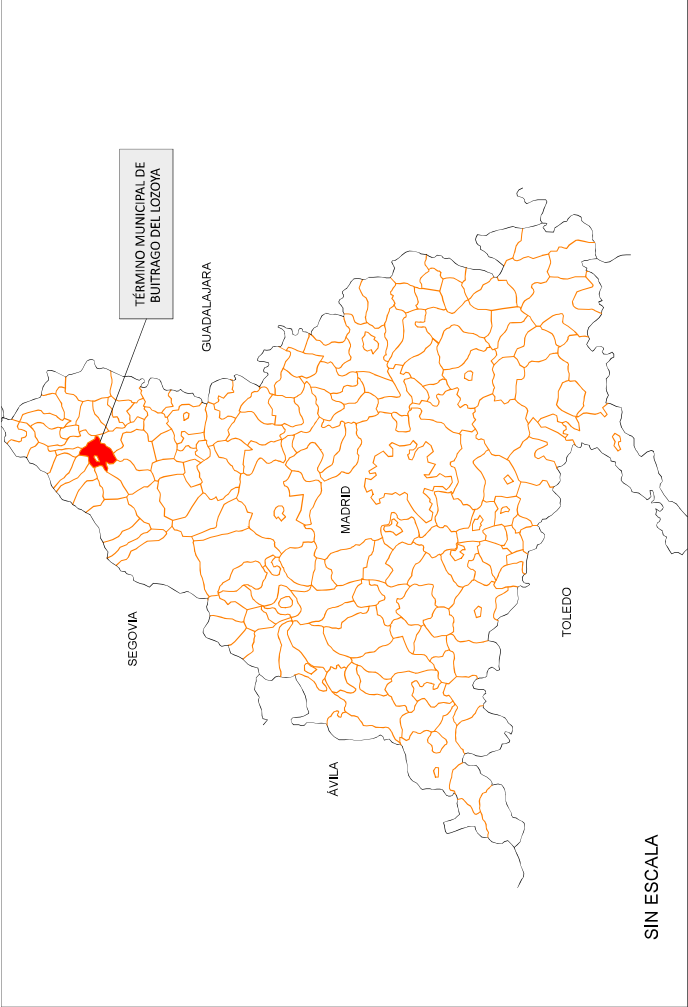 TÉRMINO MUNICIPAL DE
BUITRAGO DEL LOZOYA
GUADALAJARA
MADRID
SEGOVIA
TOLEDO
ÁVILA
SIN ESCALA